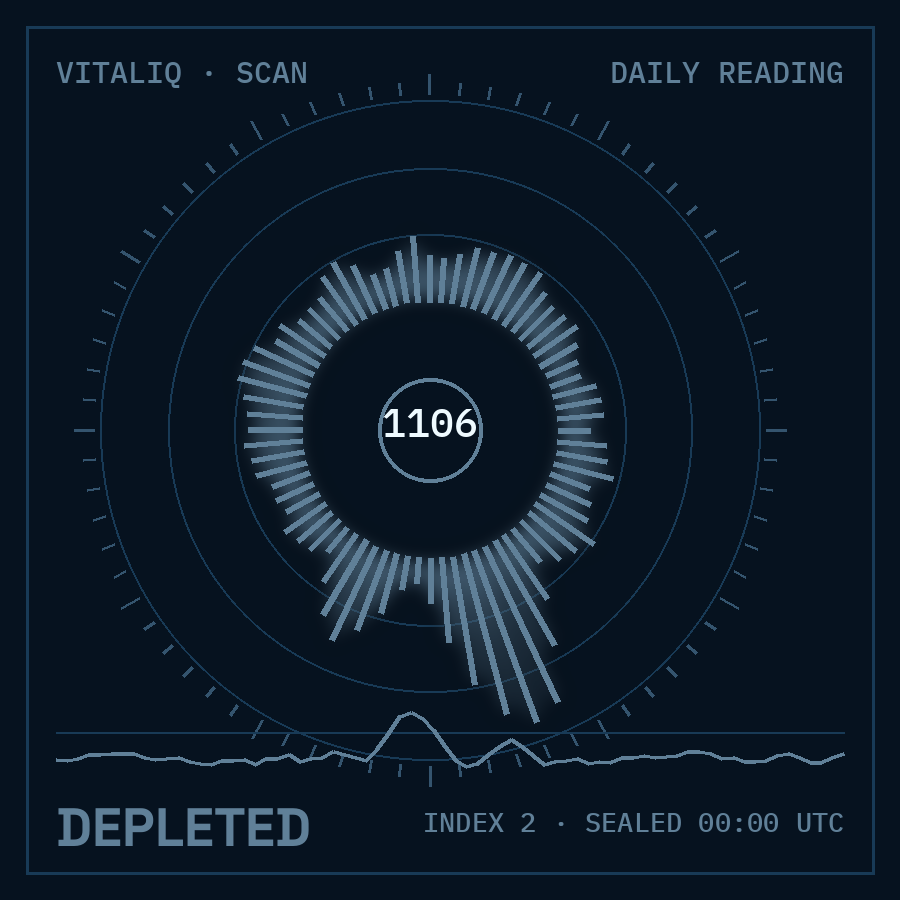 VITALIQ · SCAN
DAILY READING
1106
DEPLETED
INDEX 2 · SEALED 00:00 UTC